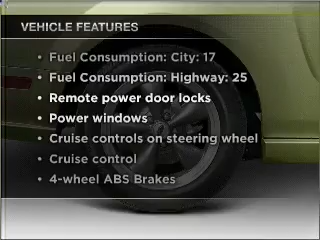 VEHICLE FEATURES
• Fuel Consumption: City: 17
• Fuel Consumption: Highway: 25
• Remote power door locks
• Power windows
• Cruise controls on steering wheel
• Cruise control
• 4-wheel ABS Brakes